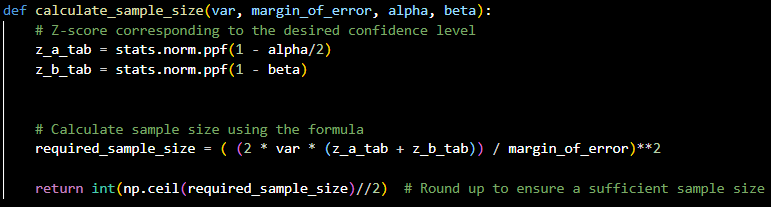 def calculate_sample_size(var, margin_of_error, alpha, beta):
# Z-score corresponding to the desired confidence level
z_a_tab = stats.norm.ppf(1 - alpha/2)
z_b_tab = stats.norm.ppf(1 - beta)
# Calculate sample size using the formula
required_sample_size = ( (2 * var * (z_a_tab + z_b_tab)) / margin_of_error)**2
return int(np.ceil(required_sample_size)//2)  # Round up to ensure a sufficient sample size